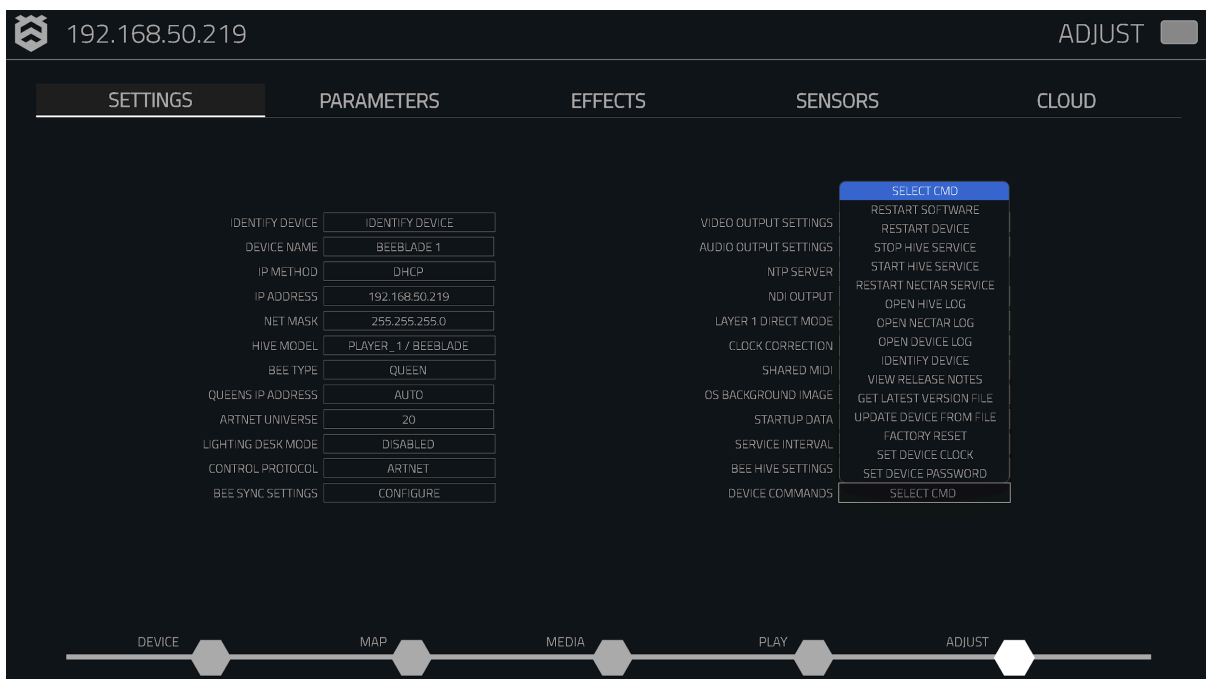 192.168.50.219
ADJUST
SETTINGS
PARAMETERS
EFFECTS
SENSORS
CLOUD
IDENTIFY DEVICE IDENTIFY DEVICE
DEVICE NAME BEEBLADE 1
IP METHOD DHCP
IP ADDRESS 192.168.50.219
NET MASK 255.255.255.0
HIVE MODEL PLAYER_1 / BEEBLADE
BEE TYPE QUEEN
QUEENS IP ADDRESS AUTO
ARTNET UNIVERSE 20
LIGHTING DESK MODE DISABLED
CONTROL PROTOCOL ARTNET
BEE SYNC SETTINGS CONFIGURE
VIDEO OUTPUT SETTINGS
AUDIO OUTPUT SETTINGS
NTP SERVER
NDI OUTPUT
LAYER 1 DIRECT MODE
CLOCK CORRECTION
SHARED MIDI
OS BACKGROUND IMAGE
STARTUP DATA
SERVICE INTERVAL
BEE HIVE SETTINGS
DEVICE COMMANDS SELECT CMD
SELECT CMD
RESTART SOFTWARE
RESTART DEVICE
STOP HIVE SERVICE
START HIVE SERVICE
RESTART NECTAR SERVICE
OPEN HIVE LOG
OPEN NECTAR LOG
OPEN DEVICE LOG
IDENTIFY DEVICE
VIEW RELEASE NOTES
GET LATEST VERSION FILE
UPDATE DEVICE FROM FILE
FACTORY RESET
SET DEVICE CLOCK
SET DEVICE PASSWORD
DEVICE
MAP
MEDIA
PLAY
ADJUST